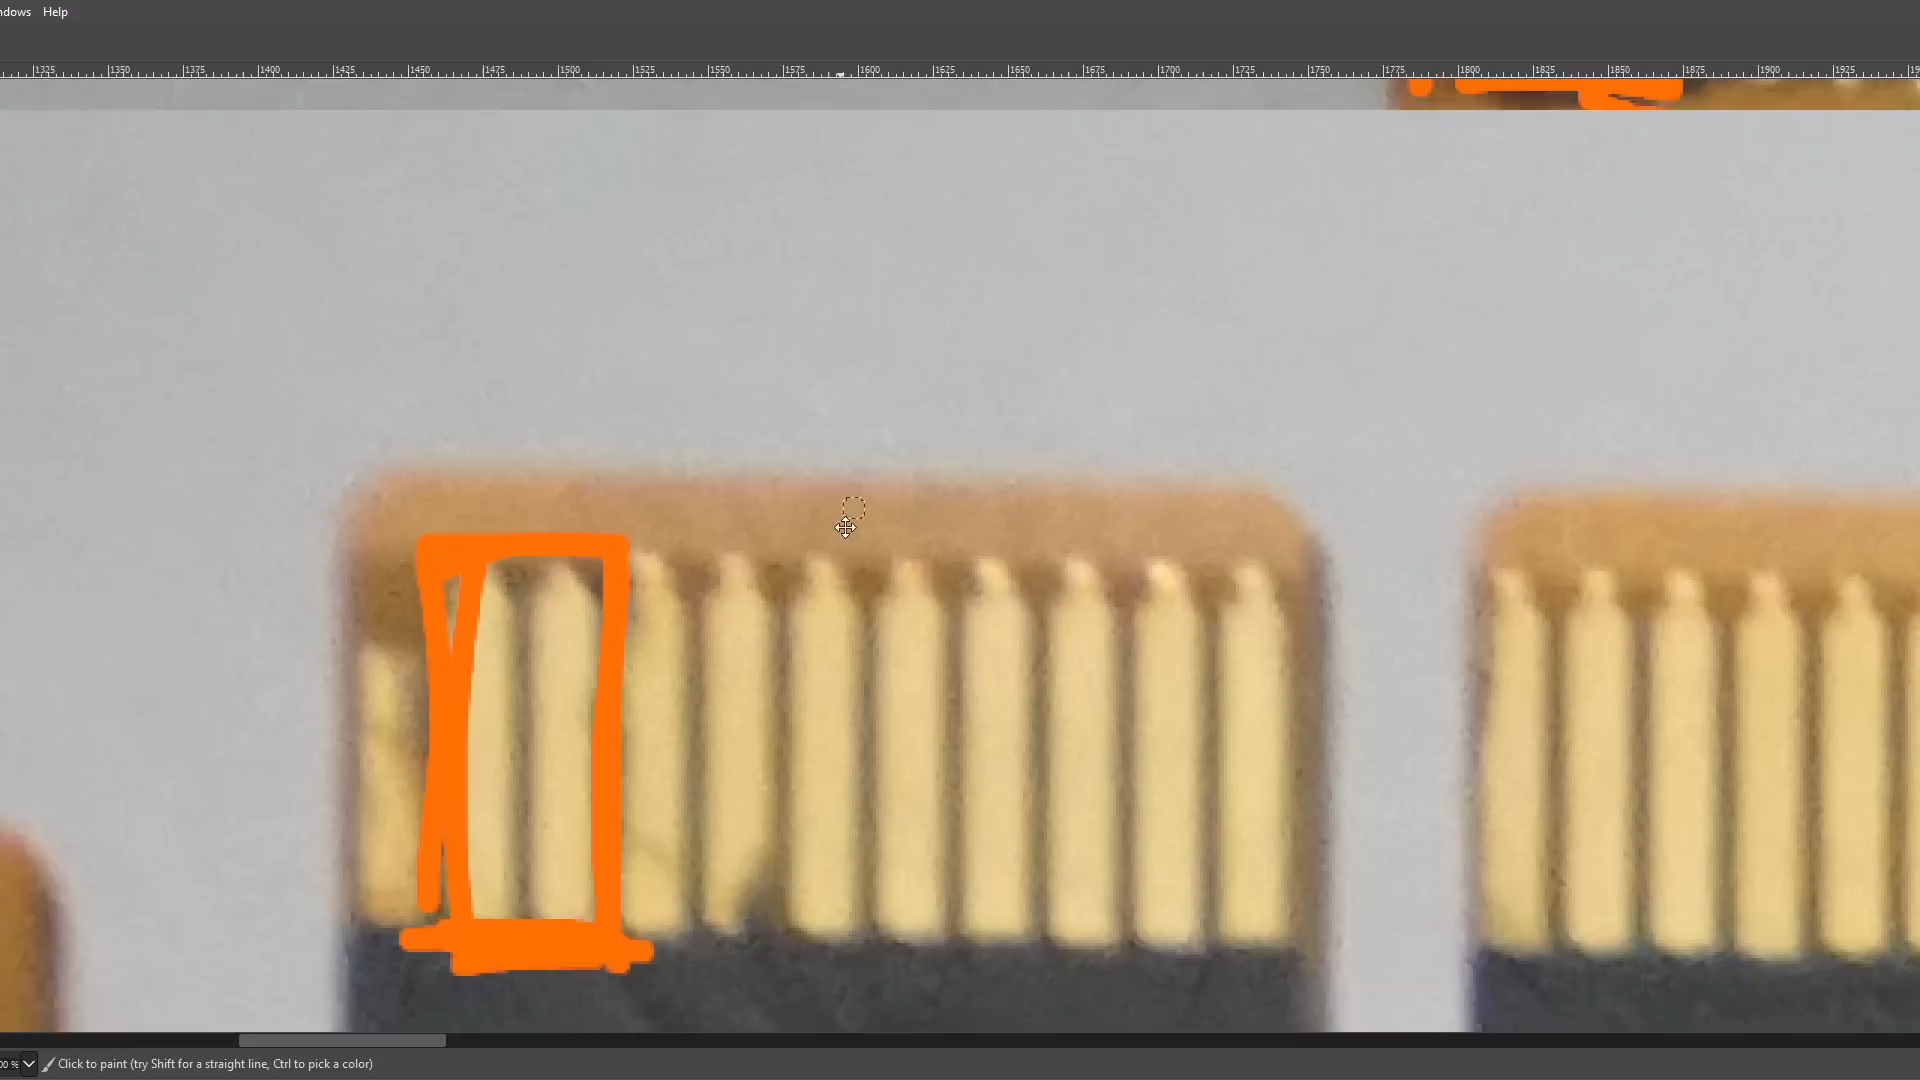 ndows Help
1325 1350 1375 1400 1425 1450 1475 1500 1525 1550 1575 1600 1625 1650 1675 1700 1725 1750 1775 1800 1825 1850 1875 1900 1925 19
00 % Click to paint (try Shift for a straight line, Ctrl to pick a color)